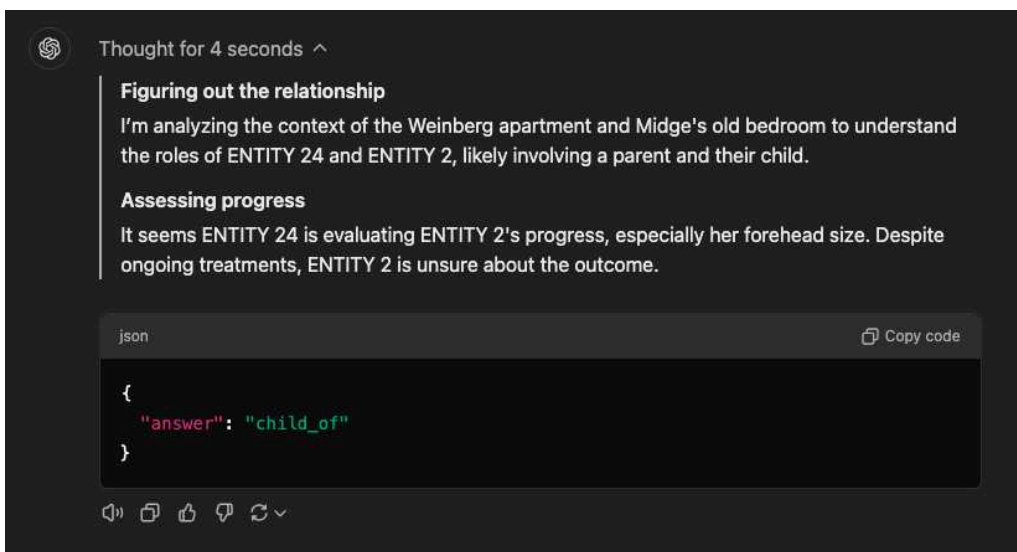 Thought for 4 seconds
Figuring out the relationship
I'm analyzing the context of the Weinberg apartment and Midge's old bedroom to understand
the roles of ENTITY 24 and ENTITY 2, likely involving a parent and their child.
Assessing progress
It seems ENTITY 24 is evaluating ENTITY 2's progress, especially her forehead size. Despite
ongoing treatments, ENTITY 2 is unsure about the outcome.
json Copy code
{
"answer": "child_of"
}